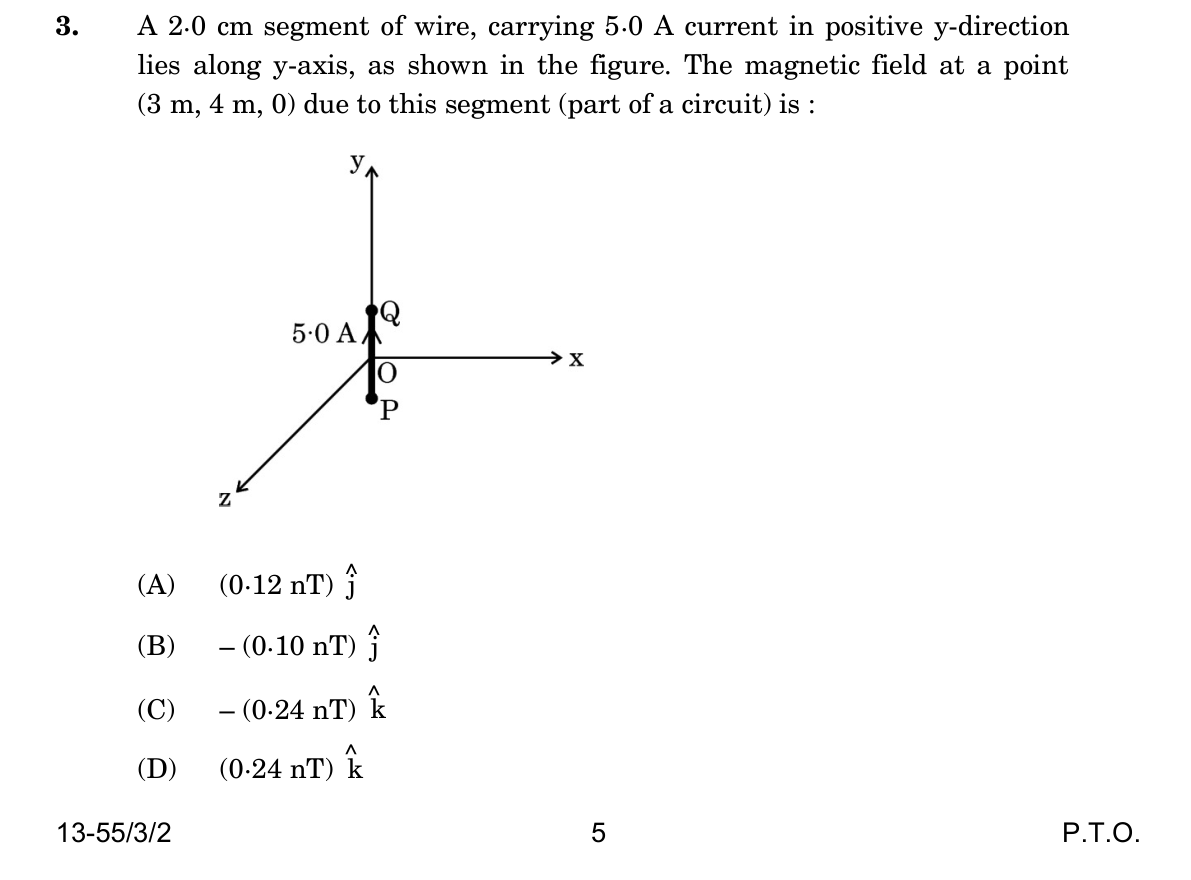 3. A 2·0 cm segment of wire, carrying 5·0 A current in positive y-direction
lies along y-axis, as shown in the figure. The magnetic field at a point
(3 m, 4 m, 0) due to this segment (part of a circuit) is :
y
Q
5·0 A
x
O
P
z
(A) (0·12 nT) ĵ
(B) – (0·10 nT) ĵ
(C) – (0·24 nT) k̂
(D) (0·24 nT) k̂
13-55/3/2 5 P.T.O.